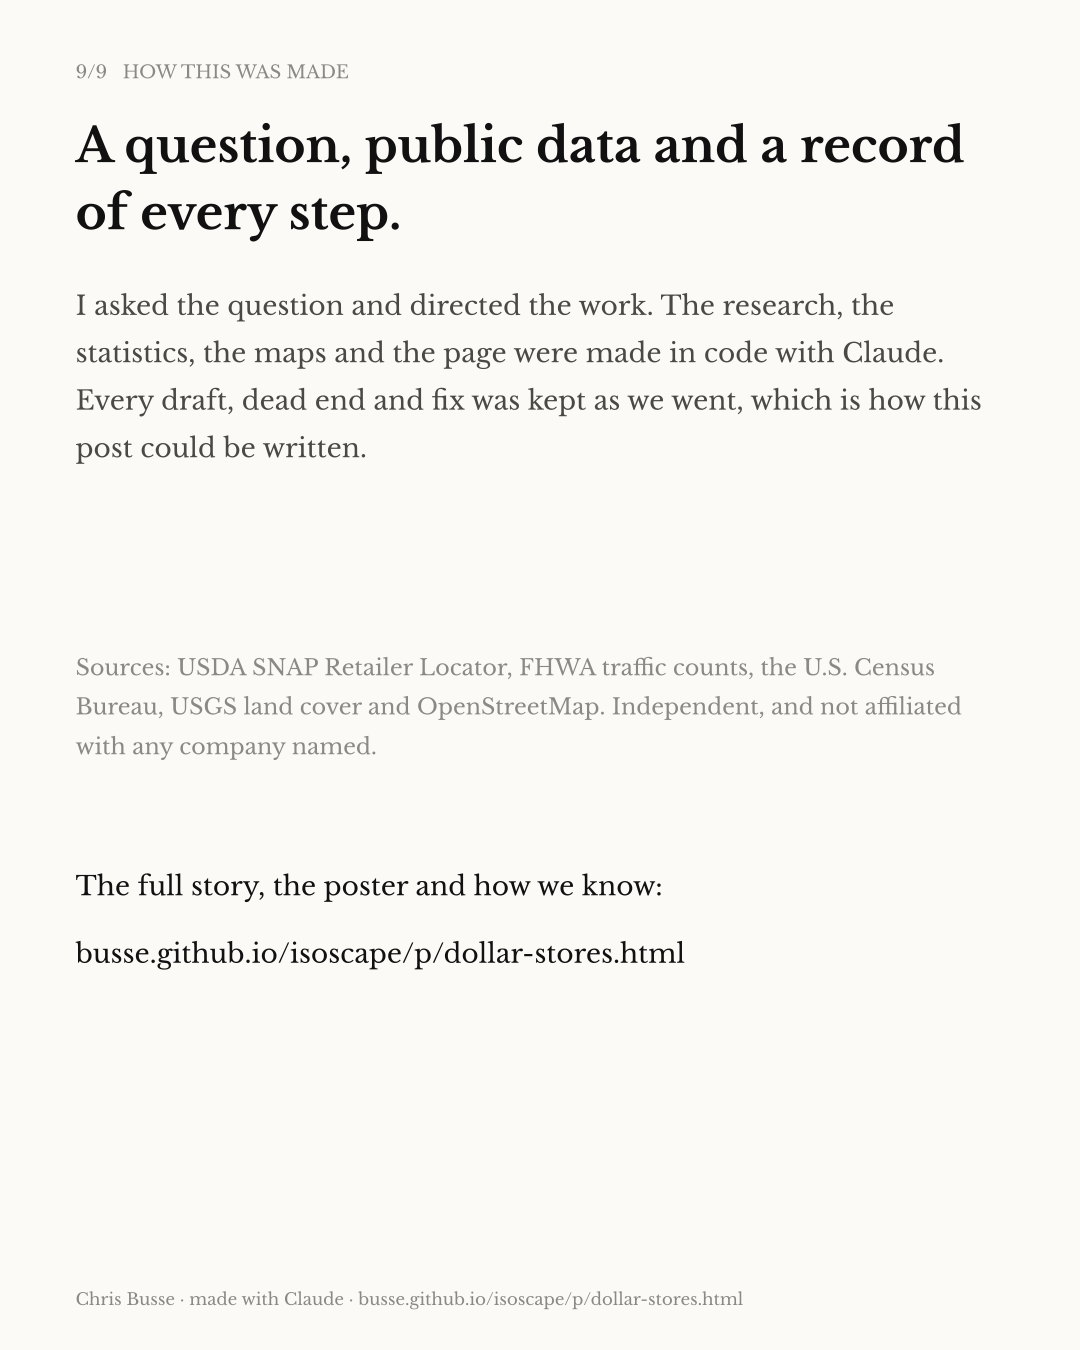 9/9 HOW THIS WAS MADE
A question, public data and a record
of every step.
I asked the question and directed the work. The research, the
statistics, the maps and the page were made in code with Claude.
Every draft, dead end and fix was kept as we went, which is how this
post could be written.
Sources: USDA SNAP Retailer Locator, FHWA traffic counts, the U.S. Census
Bureau, USGS land cover and OpenStreetMap. Independent, and not affiliated
with any company named.
The full story, the poster and how we know:
busse.github.io/isoscape/p/dollar-stores.html
Chris Busse · made with Claude · busse.github.io/isoscape/p/dollar-stores.html